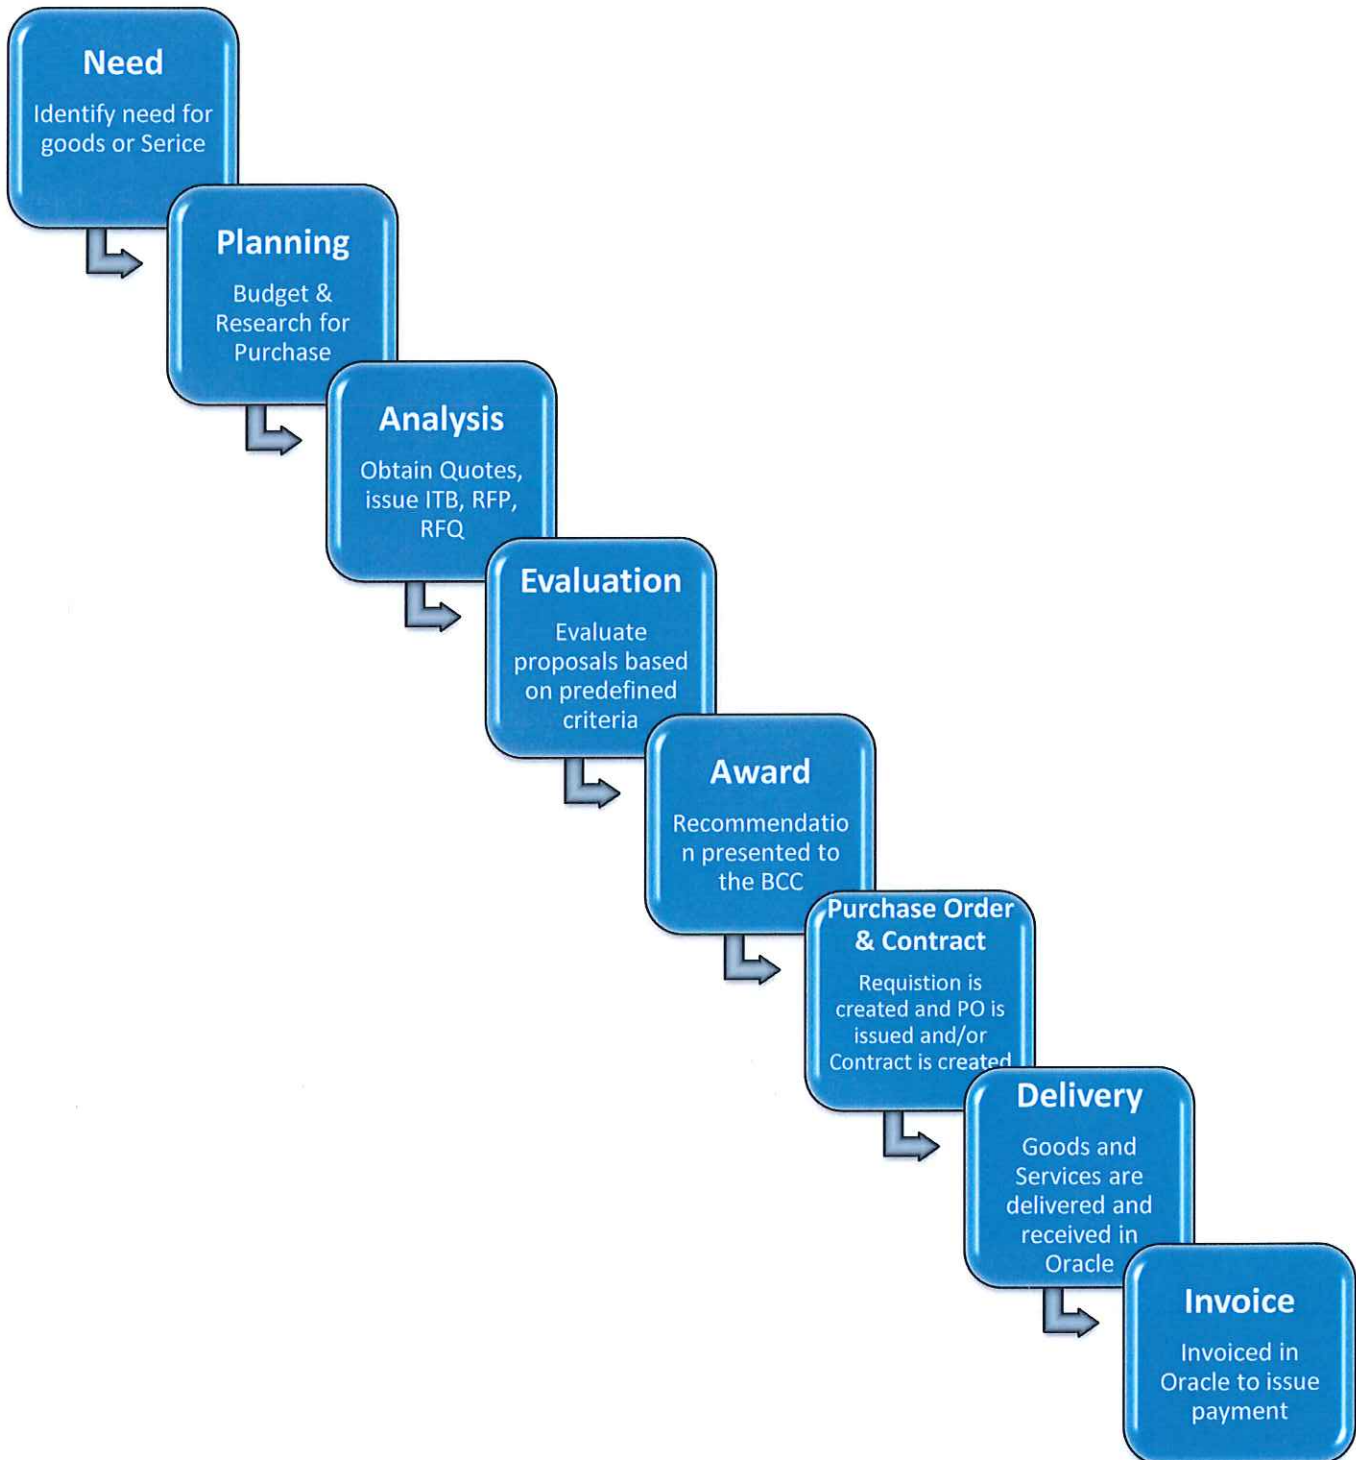 Need
Identify need for
goods or Serice
Planning
Budget &
Research for
Purchase
Analysis
Obtain Quotes,
issue ITB, RFP,
RFQ
Evaluation
Evaluate
proposals based
on predefined
criteria
Award
Recommendatio
n presented to
the BCC
Purchase Order
& Contract
Requistion is
created and PO is
issued and/or
Contract is created
Delivery
Goods and
Services are
delivered and
received in
Oracle
Invoice
Invoiced in
Oracle to issue
payment